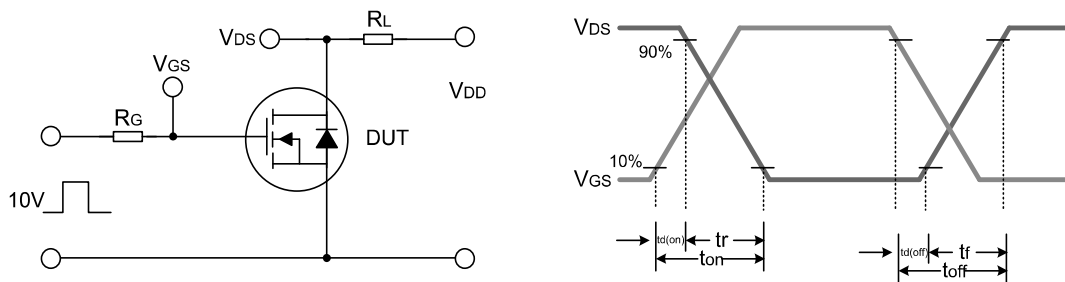 RL
VDS
VGS
VDD
RG
DUT
10V
VDS
90%
10%
VGS
td(on)
tr
ton
td(off)
tf
toff